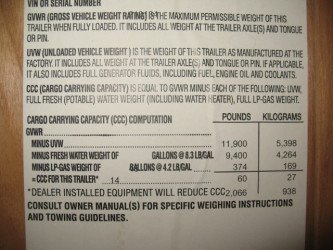 VIN OR SERIAL NUMBER
GVWR (GROSS VEHICLE WEIGHT RATING) IS THE MAXIMUM PERMISSIBLE WEIGHT OF THIS
TRAILER WHEN FULLY LOADED. IT INCLUDES ALL WEIGHT AT THE TRAILER AXLE(S) AND TONGUE
OR PIN.
UVW (UNLOADED VEHICLE WEIGHT) IS THE WEIGHT OF THIS TRAILER AS MANUFACTURED AT THE
FACTORY. IT INCLUDES ALL WEIGHT AT THE TRAILER AXLE(S) AND TONGUE OR PIN. IF APPLICABLE,
IT ALSO INCLUDES FULL GENERATOR FLUIDS, INCLUDING FUEL, ENGINE OIL AND COOLANTS.
CCC (CARGO CARRYING CAPACITY) IS EQUAL TO GVWR MINUS EACH OF THE FOLLOWING: UVW,
FULL FRESH (POTABLE) WATER WEIGHT (INCLUDING WATER HEATER), FULL LP-GAS WEIGHT.
CARGO CARRYING CAPACITY (CCC) COMPUTATION POUNDS KILOGRAMS
GVWR
MINUS UVW 11,900 5,398
MINUS FRESH WATER WEIGHT OF GALLONS @ 8.3 LB/GAL 9,400 4,264
MINUS LP-GAS WEIGHT OF GALLONS @ 4.2 LB/GAL 374 169
= CCC FOR THIS TRAILER* 14 60 27
*DEALER INSTALLED EQUIPMENT WILL REDUCE CCC 2,066 938
CONSULT OWNER MANUAL(S) FOR SPECIFIC WEIGHING INSTRUCTIONS
AND TOWING GUIDELINES.